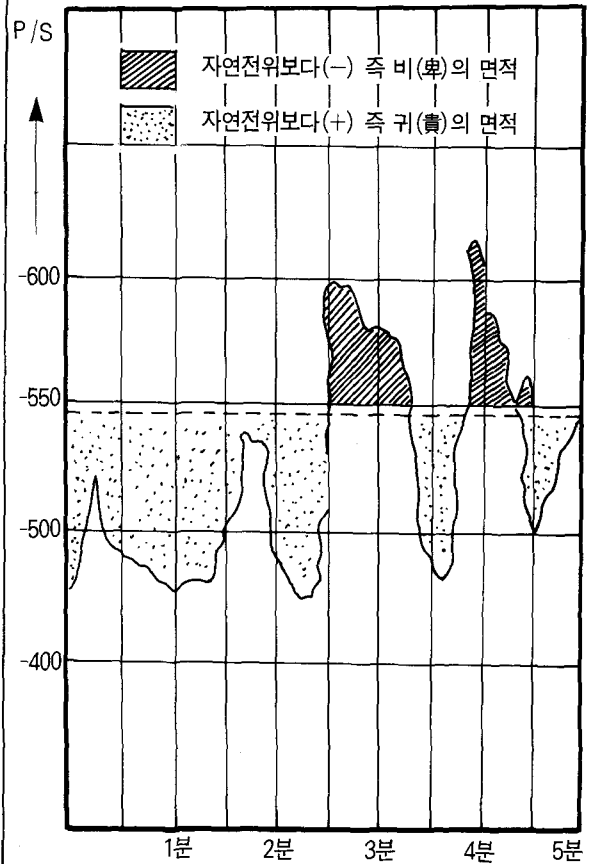 P/S
자연전위보다(-) 즉 비(卑)의 면적
자연전위보다(+) 즉 귀(貴)의 면적
-600
-550
-500
-400
1분 2분 3분 4분 5분